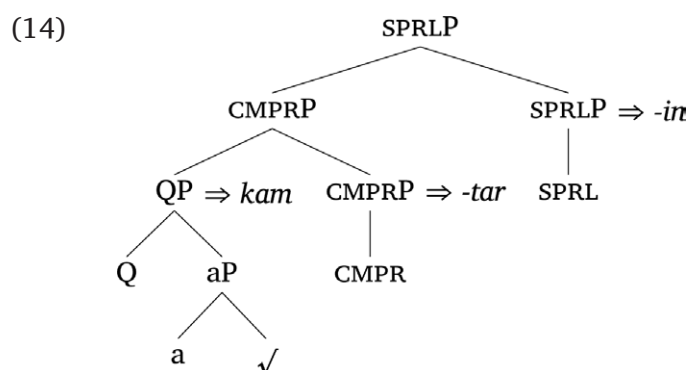 (14)
SPRLP
CMPRP SPRLP ⇒ -in
QP ⇒ kam CMPRP ⇒ -tar SPRL
Q aP CMPR
a √